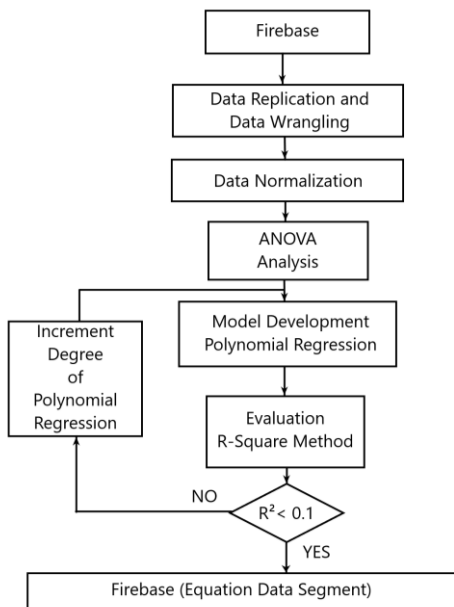 Firebase
Data Replication and
Data Wrangling
Data Normalization
ANOVA
Analysis
Increment
Degree
of
Polynomial
Regression
Model Development
Polynomial Regression
Evaluation
R-Square Method
NO
R²< 0.1
YES
Firebase (Equation Data Segment)